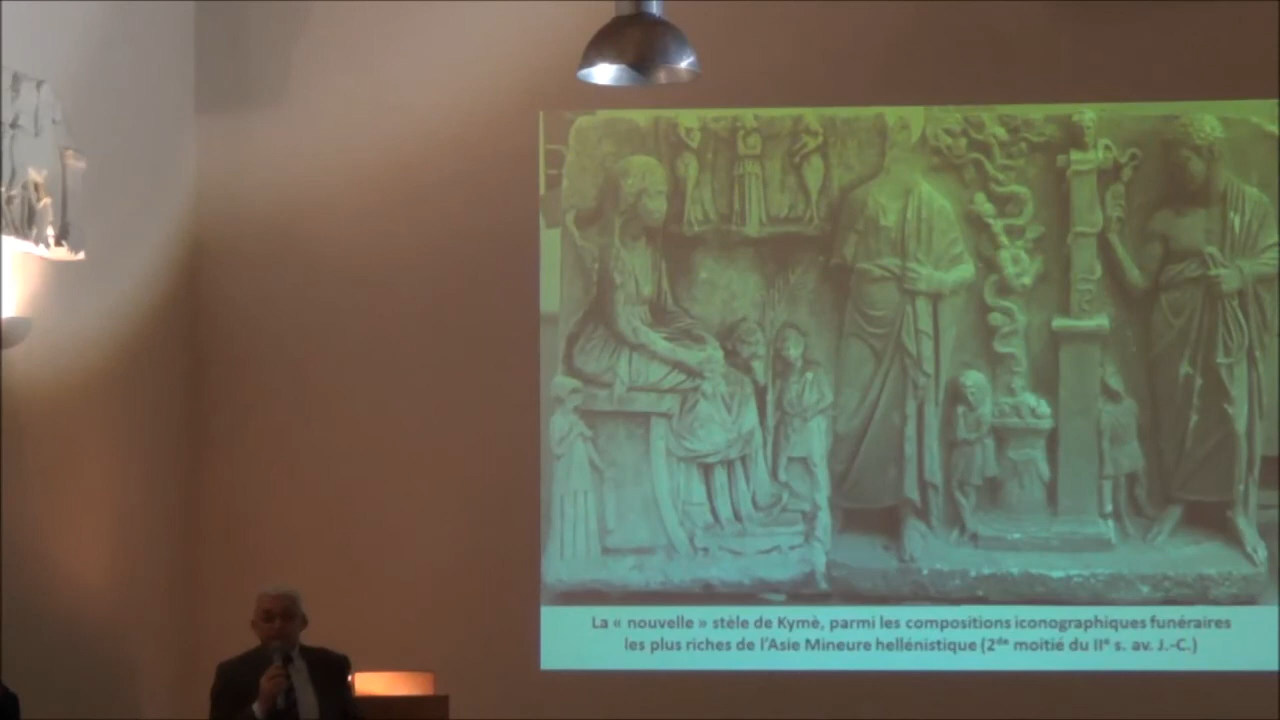 La « nouvelle » stèle de Kymè, parmi les compositions iconographiques funéraires
les plus riches de l'Asie Mineure hellénistique (2ᵈᵉ moitié du IIᵉ s. av. J.-C.)